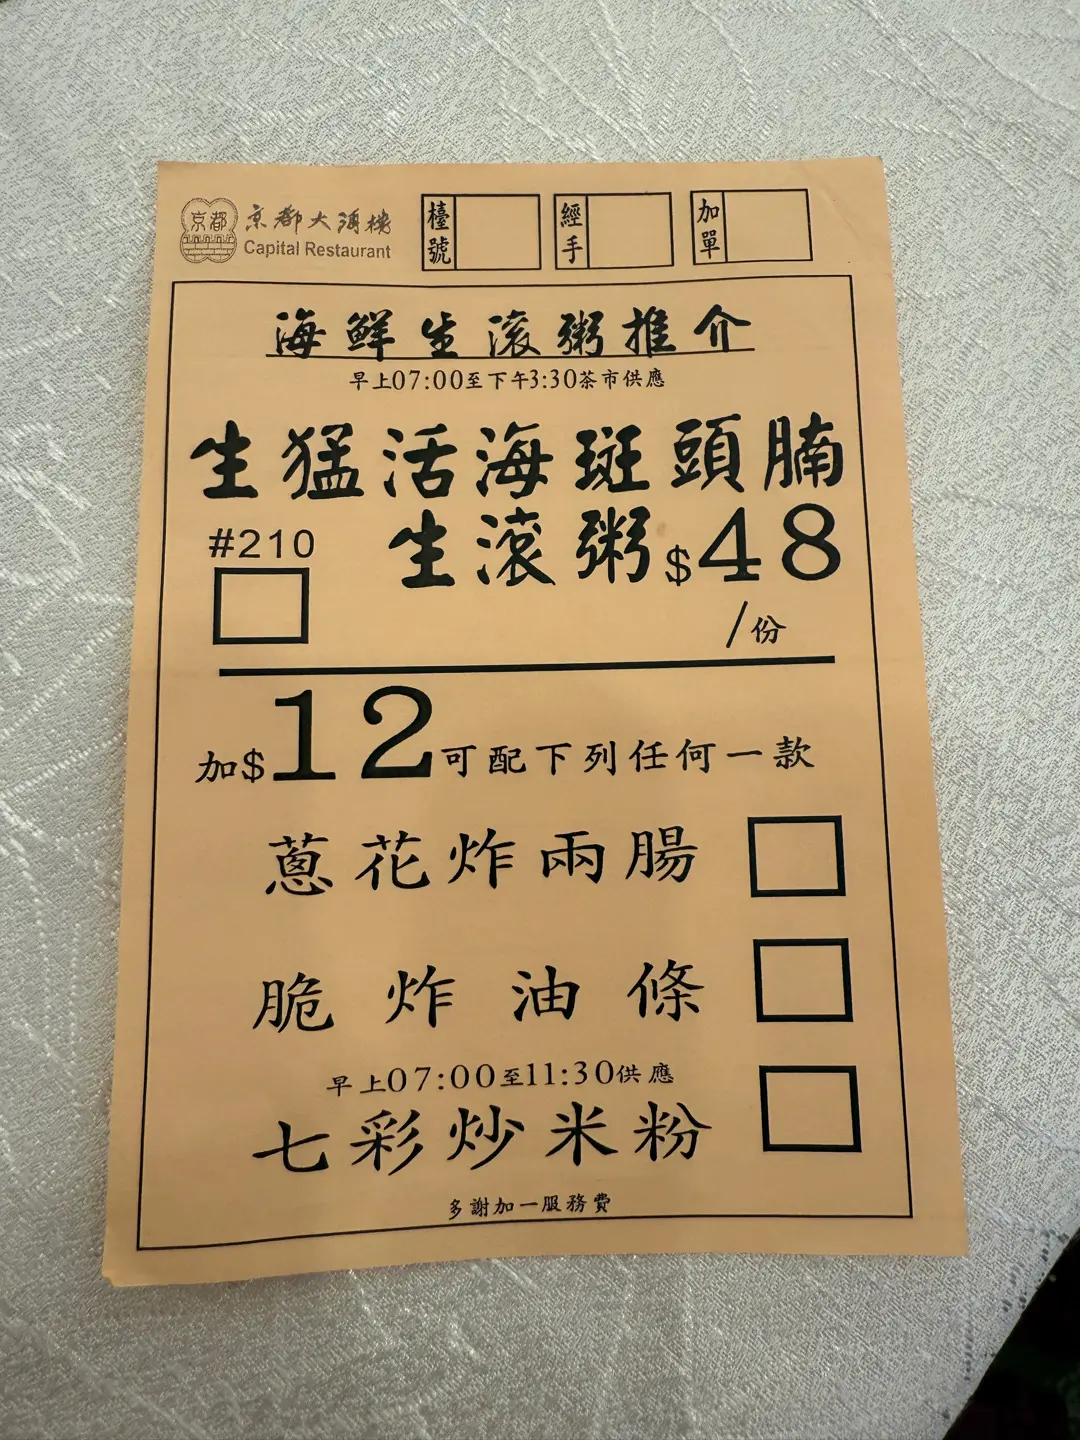 京都
京都大酒樓
Capital Restaurant
檯號
經手
加單
海鮮生滾粥推介
早上07:00至下午3:30茶市供應
生猛活海斑頭腩
#210
生滾粥$48
/份
加$12可配下列任何一款
蔥花炸兩腸
脆炸油條
早上07:00至11:30供應
七彩炒米粉
多謝加一服務費